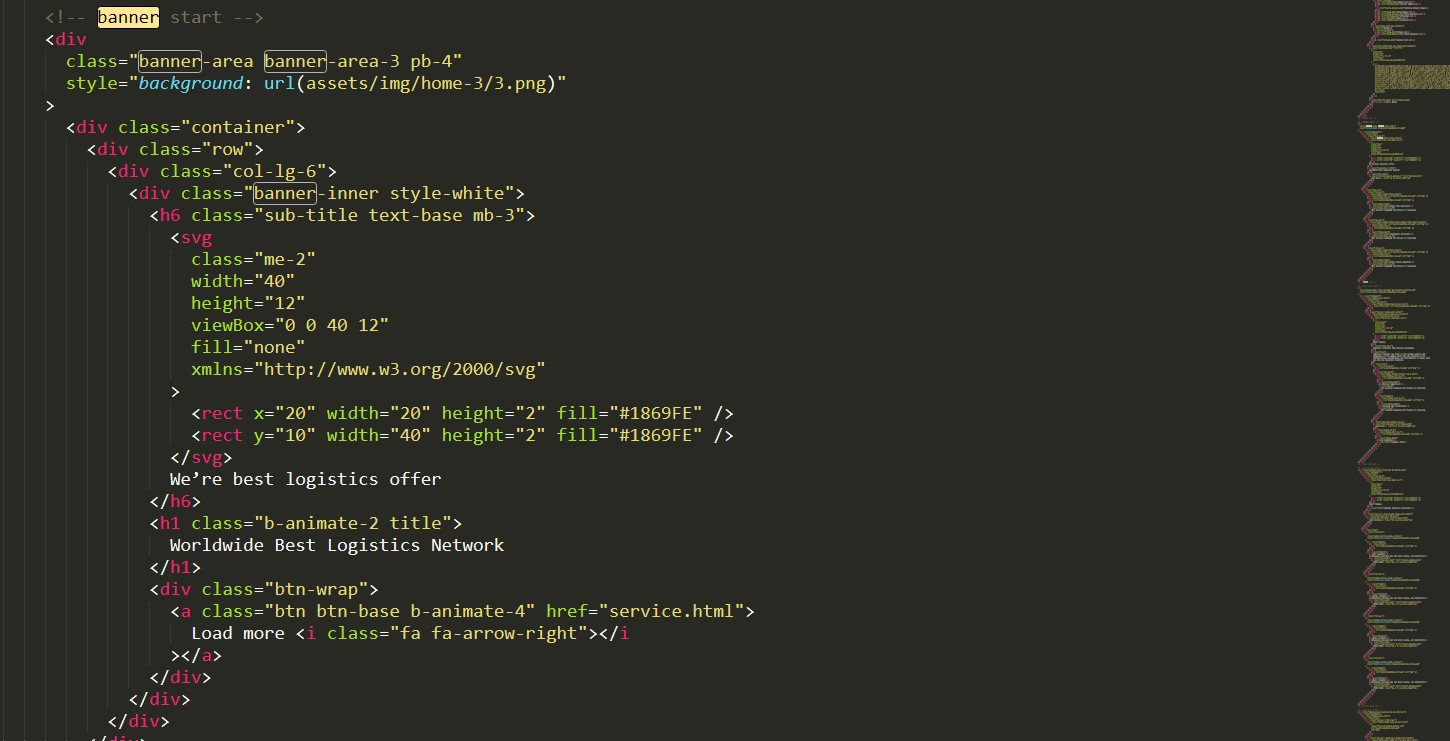 <!-- banner start -->
<div
class="banner-area banner-area-3 pb-4"
style="background: url(assets/img/home-3/3.png)"
>
<div class="container">
<div class="row">
<div class="col-lg-6">
<div class="banner-inner style-white">
<h6 class="sub-title text-base mb-3">
<svg
class="me-2"
width="40"
height="12"
viewBox="0 0 40 12"
fill="none"
xmlns="http://www.w3.org/2000/svg"
>
<rect x="20" width="20" height="2" fill="#1869FE" />
<rect y="10" width="40" height="2" fill="#1869FE" />
</svg>
We’re best logistics offer
</h6>
<h1 class="b-animate-2 title">
Worldwide Best Logistics Network
</h1>
<div class="btn-wrap">
<a class="btn btn-base b-animate-4" href="service.html">
Load more <i class="fa fa-arrow-right"></i
></a>
</div>
</div>
</div>